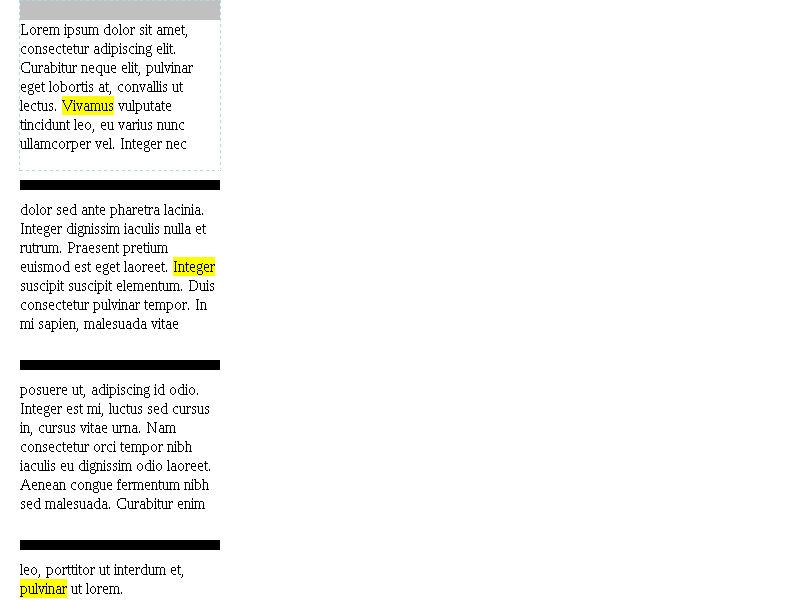 Lorem ipsum dolor sit amet,
consectetur adipiscing elit.
Curabitur neque elit, pulvinar
eget lobortis at, convallis ut
lectus. Vivamus vulputate
tincidunt leo, eu varius nunc
ullamcorper vel. Integer nec
dolor sed ante pharetra lacinia.
Integer dignissim iaculis nulla et
rutrum. Praesent pretium
euismod est eget laoreet. Integer
suscipit suscipit elementum. Duis
consectetur pulvinar tempor. In
mi sapien, malesuada vitae
posuere ut, adipiscing id odio.
Integer est mi, luctus sed cursus
in, cursus vitae urna. Nam
consectetur orci tempor nibh
iaculis eu dignissim odio laoreet.
Aenean congue fermentum nibh
sed malesuada. Curabitur enim
leo, porttitor ut interdum et,
pulvinar ut lorem.